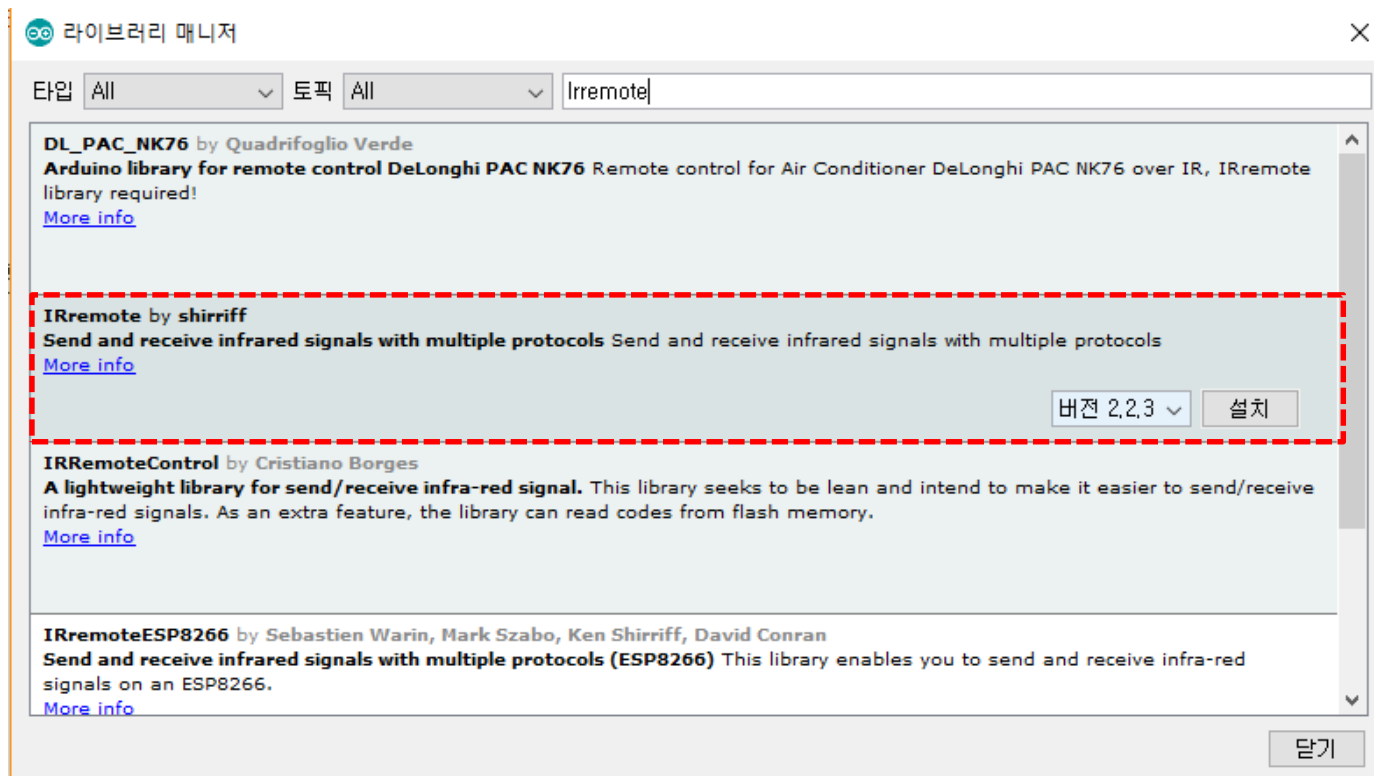 라이브러리 매니저
타입 All 토픽 All Irremote
DL_PAC_NK76 by Quadrifoglio Verde
Arduino library for remote control DeLonghi PAC NK76 Remote control for Air Conditioner DeLonghi PAC NK76 over IR, IRremote
library required!
More info
IRremote by shirriff
Send and receive infrared signals with multiple protocols Send and receive infrared signals with multiple protocols
More info
버전 2,2,3 설치
IRRemoteControl by Cristiano Borges
A lightweight library for send/receive infra-red signal. This library seeks to be lean and intend to make it easier to send/receive
infra-red signals. As an extra feature, the library can read codes from flash memory.
More info
IRremoteESP8266 by Sebastien Warin, Mark Szabo, Ken Shirriff, David Conran
Send and receive infrared signals with multiple protocols (ESP8266) This library enables you to send and receive infra-red
signals on an ESP8266.
More info
닫기